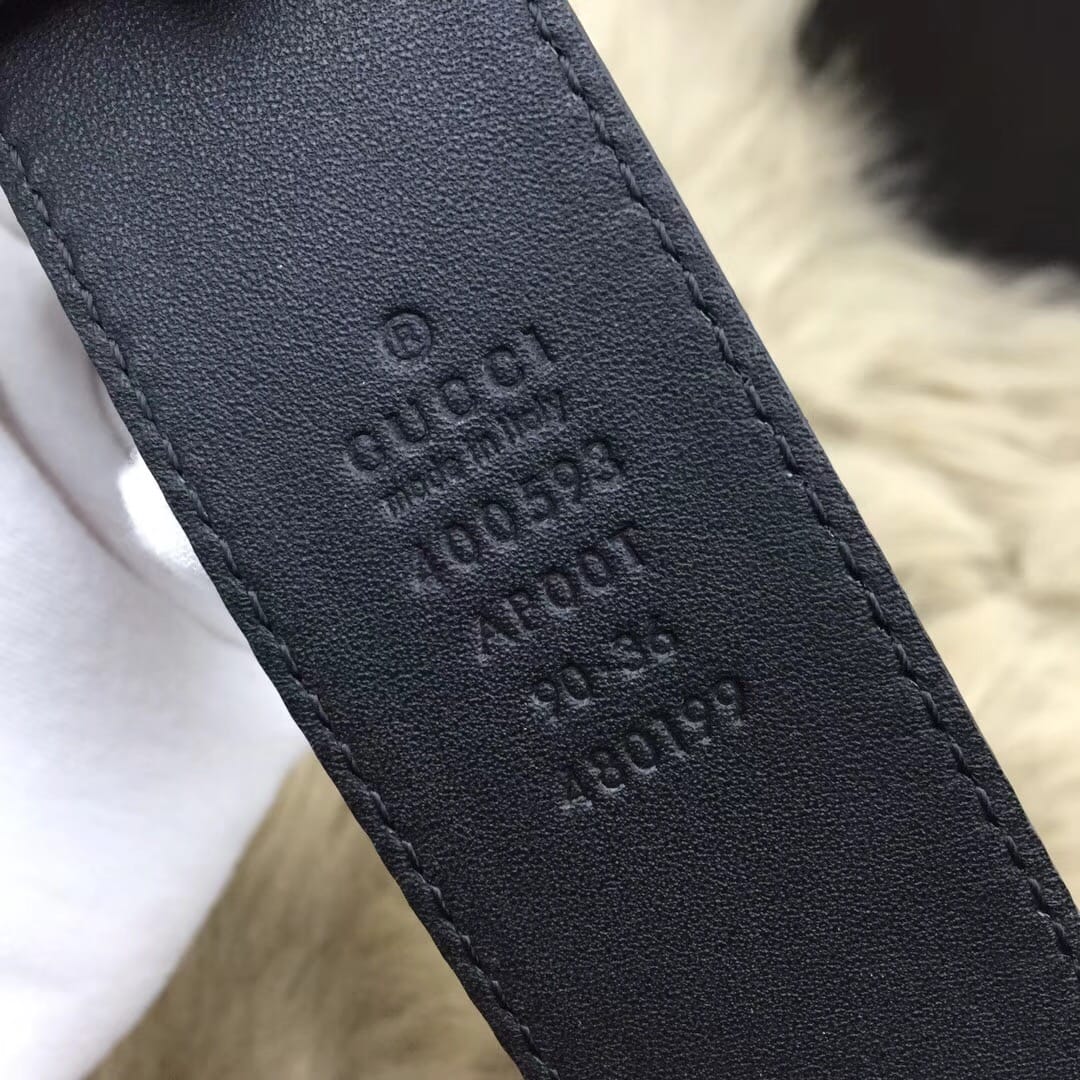 ®
GUCCI
made in Italy
400593
AP00T
90·36
480199